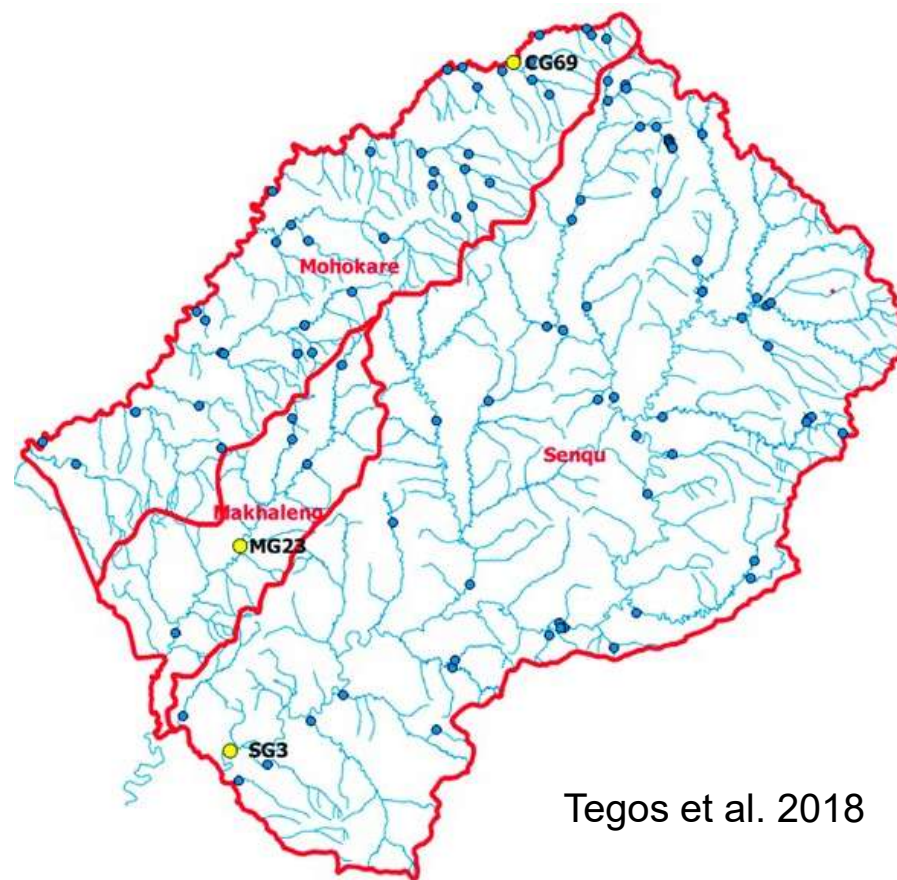 CG69
Mohokare
Senqu
Makhaleng
MG23
SG3
Tegos et al. 2018